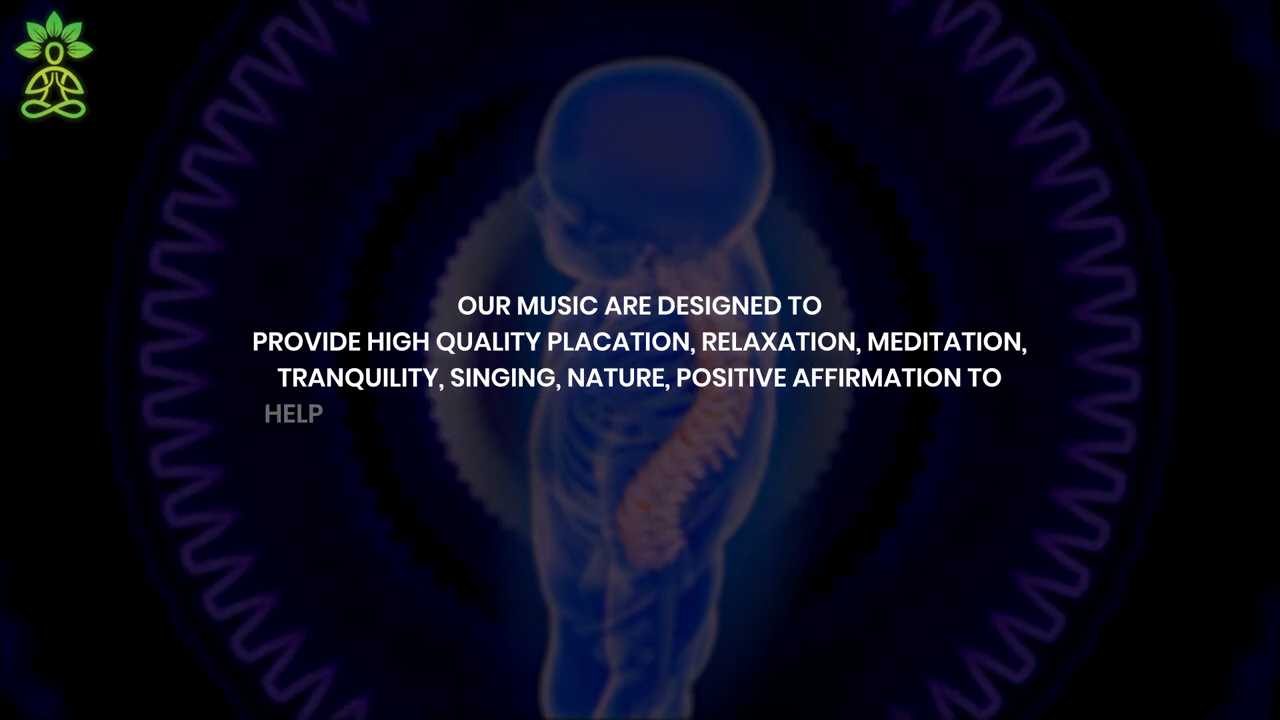 OUR MUSIC ARE DESIGNED TO
PROVIDE HIGH QUALITY PLACATION, RELAXATION, MEDITATION,
TRANQUILITY, SINGING, NATURE, POSITIVE AFFIRMATION TO
HELP